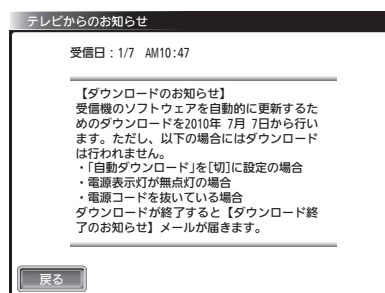 テレビからのお知らせ
受信日：1/7 AM10:47
【ダウンロードのお知らせ】
受信機のソフトウェアを自動的に更新するた
めのダウンロードを2010年 7月 7日から行い
ます。ただし、以下の場合にはダウンロード
は行われません。
・「自動ダウンロード」を[切]に設定の場合
・電源表示灯が無点灯の場合
・電源コードを抜いている場合
ダウンロードが終了すると【ダウンロード終
了のお知らせ】メールが届きます。
戻る